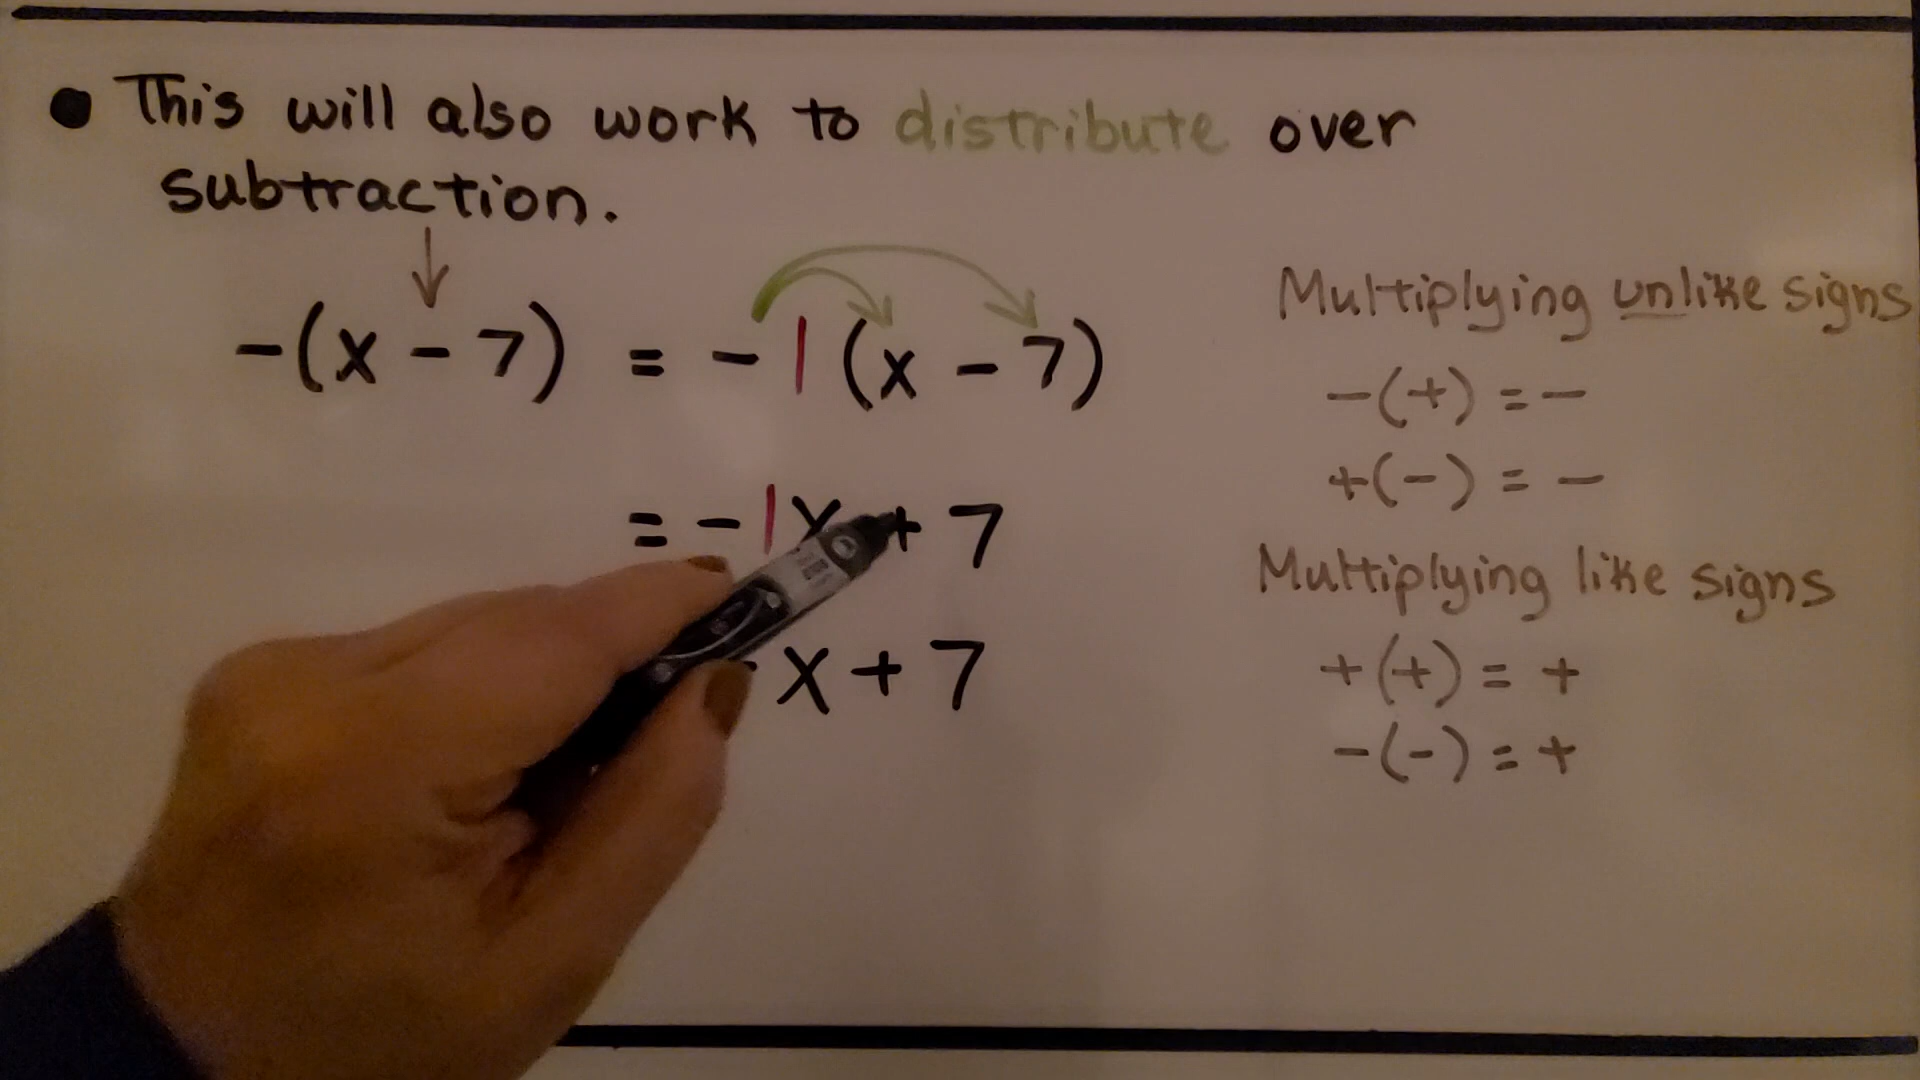 ● This will also work to distribute over
subtraction.
-(x - 7) = -1(x - 7)
= -1x + 7
-x + 7
Multiplying unlike signs
-(+) = -
+(-) = -
Multiplying like signs
+(+) = +
-(-) = +